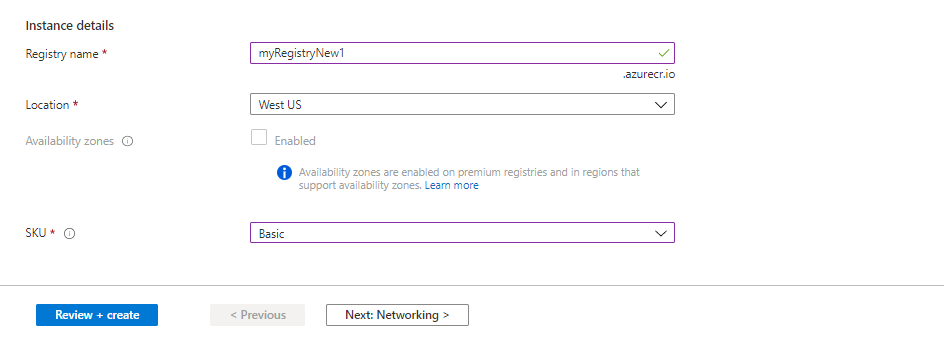 Instance details
Registry name *
myRegistryNew1
.azurecr.io
Location *
West US
Availability zones
Enabled
Availability zones are enabled on premium registries and in regions that
support availability zones. Learn more
SKU *
Basic
Review + create
< Previous
Next: Networking >